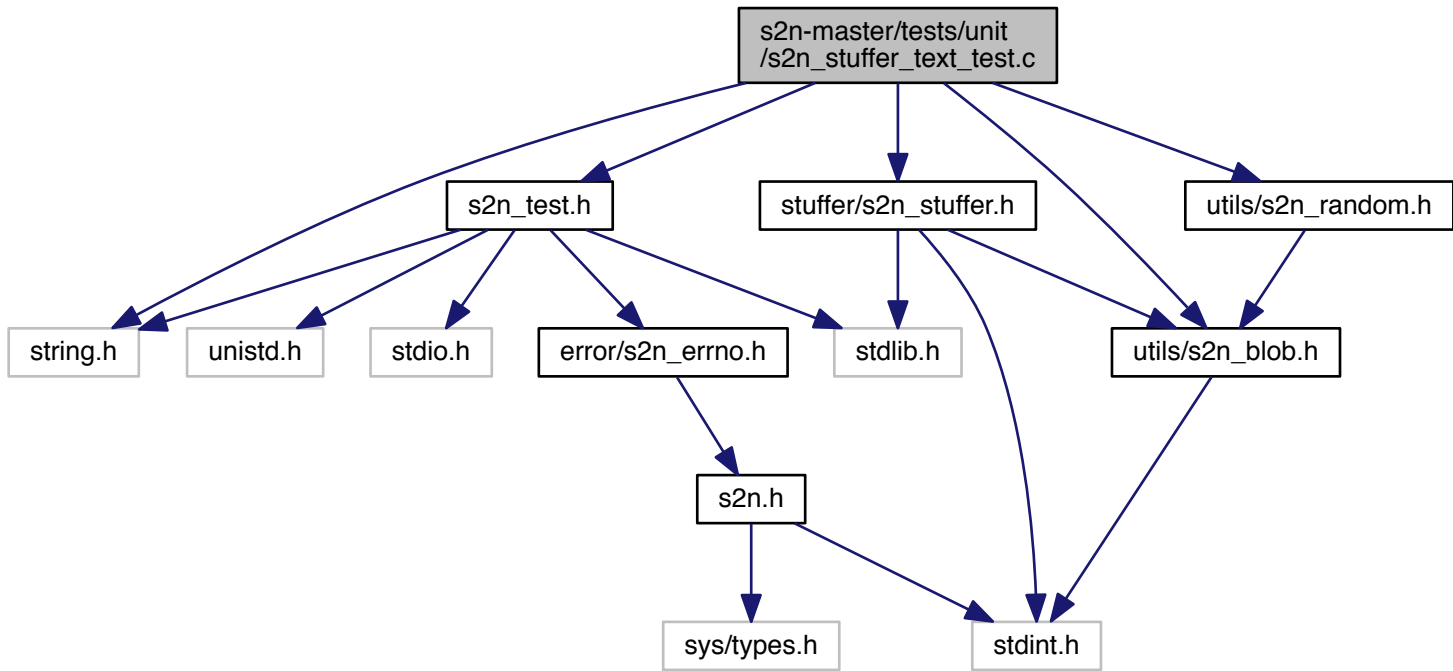 s2n-master/tests/unit
/s2n_stuffer_text_test.c
s2n_test.h
stuffer/s2n_stuffer.h
utils/s2n_random.h
string.h
unistd.h
stdio.h
error/s2n_errno.h
stdlib.h
utils/s2n_blob.h
s2n.h
sys/types.h
stdint.h